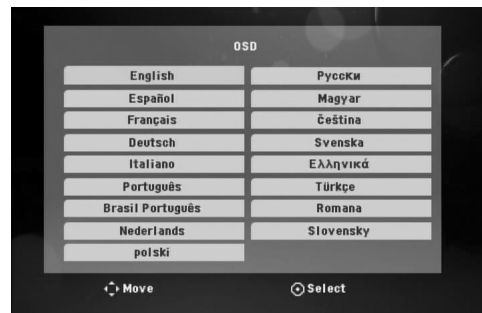 OSD
English
Русски
Español
Magyar
Français
Čeština
Deutsch
Svenska
Italiano
Ελληνικά
Português
Türkçe
Brasil Português
Romana
Nederlands
Slovensky
polski
Move
Select